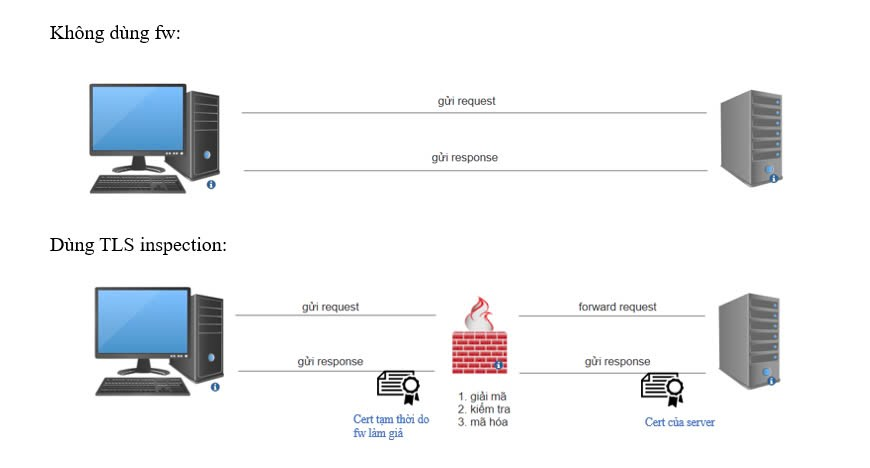 Không dùng fw:
gửi request
gửi response
Dùng TLS inspection:
gửi request
forward request
gửi response
gửi response
1. giải mã
2. kiểm tra
3. mã hóa
Cert tạm thời do
fw làm giả
Cert của server